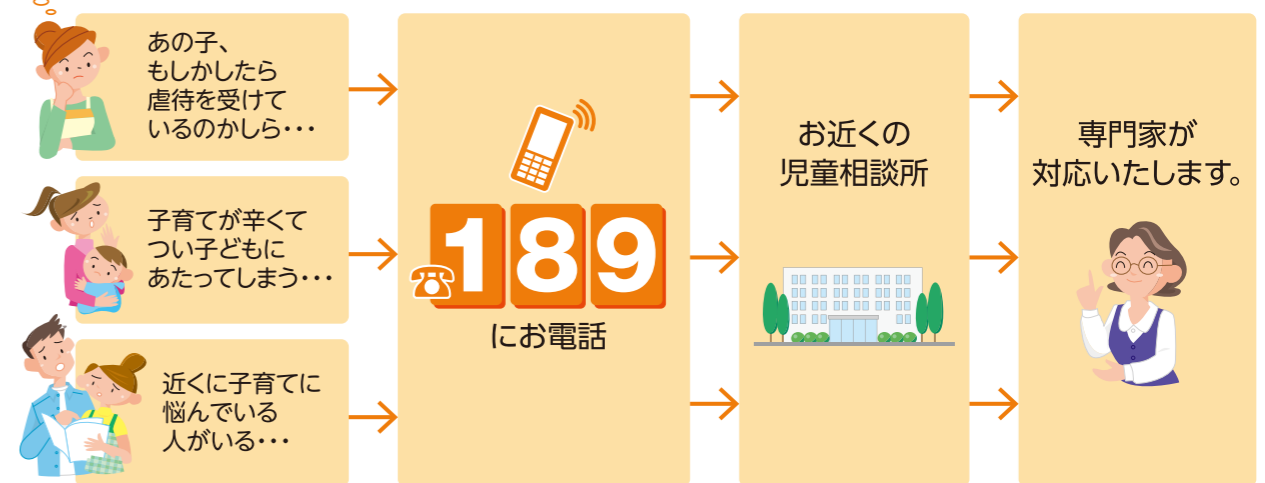 あの子、
もしかしたら
虐待を受けて
いるのかしら・・・
子育てが辛くて
つい子どもに
あたってしまう・・・
近くに子育てに
悩んでいる
人がいる・・・
189
にお電話
お近くの
児童相談所
専門家が
対応いたします。